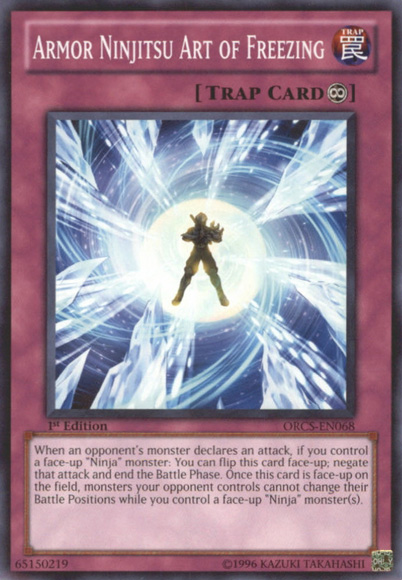 ARMOR NINJITSU ART OF FREEZING
TRAP
罠
[TRAP CARD∞]
1st Edition
ORCS-EN068
When an opponent's monster declares an attack, if you control
a face-up "Ninja" monster: You can flip this card face-up; negate
that attack and end the Battle Phase. Once this card is face-up on
the field, monsters your opponent controls cannot change their
Battle Positions while you control a face-up "Ninja" monster(s).
65150219
©1996 KAZUKI TAKAHASHI